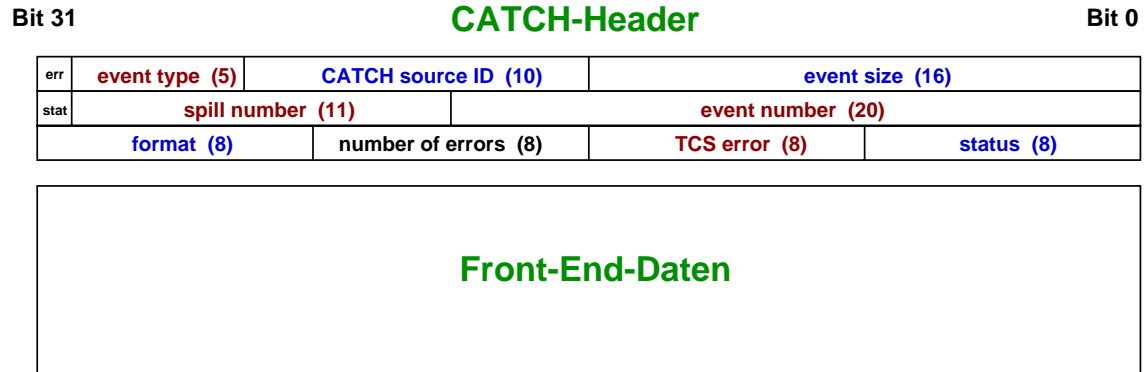 Bit 31 CATCH-Header Bit 0
err event type (5) CATCH source ID (10) event size (16)
stat spill number (11) event number (20)
format (8) number of errors (8) TCS error (8) status (8)
Front-End-Daten